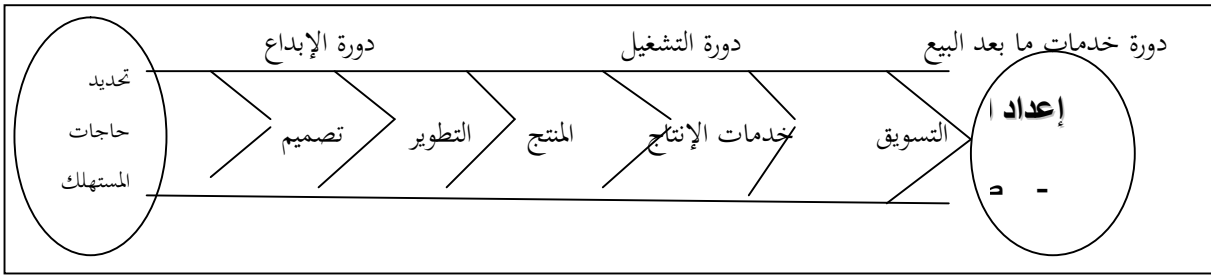 دورة الإبداع
دورة التشغيل
دورة خدمات ما بعد البيع
تحديد
حاجات
المستهلك
تصميم
التطوير
المنتج
خدمات الإنتاج
التسويق
إعداد
-